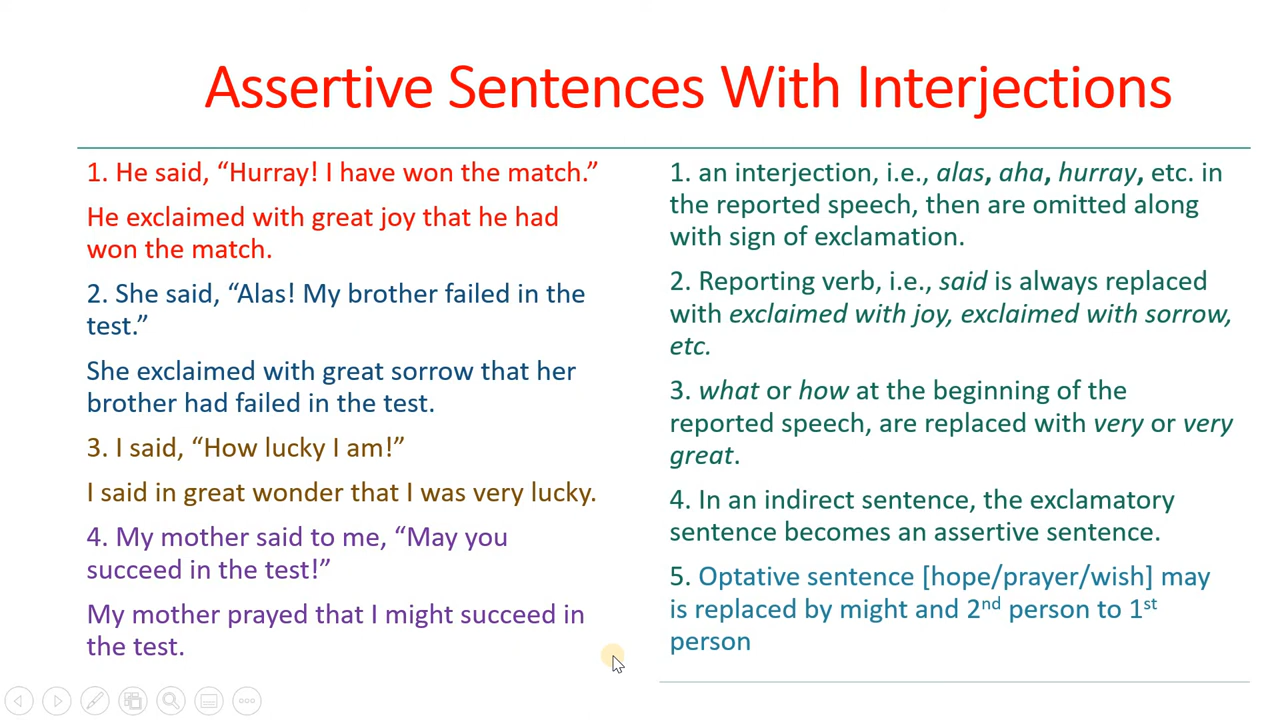 Assertive Sentences With Interjections
1. He said, “Hurray! I have won the match.”
He exclaimed with great joy that he had
won the match.
2. She said, “Alas! My brother failed in the
test.”
She exclaimed with great sorrow that her
brother had failed in the test.
3. I said, “How lucky I am!”
I said in great wonder that I was very lucky.
4. My mother said to me, “May you
succeed in the test!”
My mother prayed that I might succeed in
the test.
1. an interjection, i.e., alas, aha, hurray, etc. in
the reported speech, then are omitted along
with sign of exclamation.
2. Reporting verb, i.e., said is always replaced
with exclaimed with joy, exclaimed with sorrow,
etc.
3. what or how at the beginning of the
reported speech, are replaced with very or very
great.
4. In an indirect sentence, the exclamatory
sentence becomes an assertive sentence.
5. Optative sentence [hope/prayer/wish] may
is replaced by might and 2nd person to 1st
person